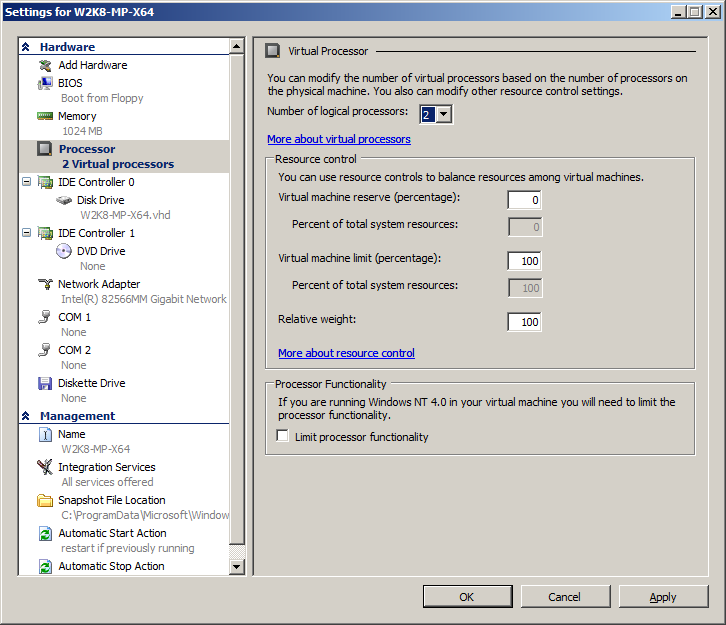 Settings for W2K8-MP-X64
Hardware
Add Hardware
BIOS
Boot from Floppy
Memory
1024 MB
Processor
2 Virtual processors
IDE Controller 0
Disk Drive
W2K8-MP-X64.vhd
IDE Controller 1
DVD Drive
None
Network Adapter
Intel(R) 82566MM Gigabit Network
COM 1
None
COM 2
None
Diskette Drive
None
Management
Name
W2K8-MP-X64
Integration Services
All services offered
Snapshot File Location
C:\ProgramData\Microsoft\Window
Automatic Start Action
restart if previously running
Automatic Stop Action
Virtual Processor
You can modify the number of virtual processors based on the number of processors on
the physical machine. You also can modify other resource control settings.
Number of logical processors: 2
More about virtual processors
Resource control
You can use resource controls to balance resources among virtual machines.
Virtual machine reserve (percentage): 0
Percent of total system resources: 0
Virtual machine limit (percentage): 100
Percent of total system resources: 100
Relative weight: 100
More about resource control
Processor Functionality
If you are running Windows NT 4.0 in your virtual machine you will need to limit the
processor functionality.
Limit processor functionality
OK Cancel Apply